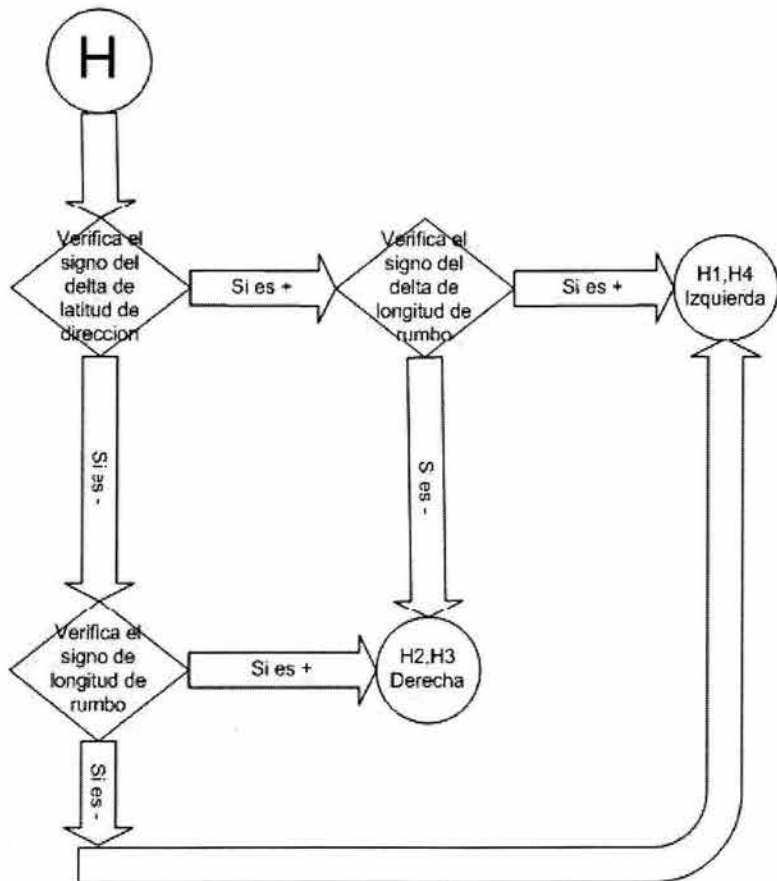 H
Verifica el
signo del
delta de
latitud de
direccion
Si es +
Verifica el
signo del
delta de
longitud de
rumbo
Si es +
H1,H4
Izquierda
Si es -
S es -
Verifica el
signo de
longitud de
rumbo
Si es +
H2,H3
Derecha
Si es -